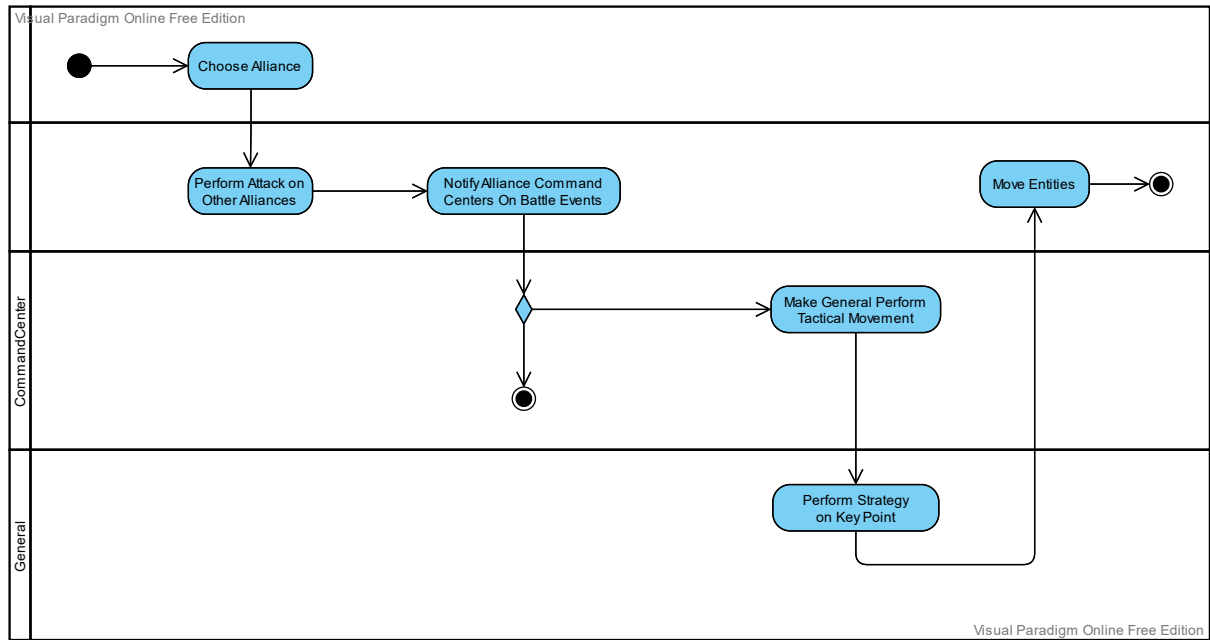 Visual Paradigm Online Free Edition
Choose Alliance
Perform Attack on
Other Alliances
Notify Alliance Command
Centers On Battle Events
Move Entities
CommandCenter
Make General Perform
Tactical Movement
General
Perform Strategy
on Key Point
Visual Paradigm Online Free Edition